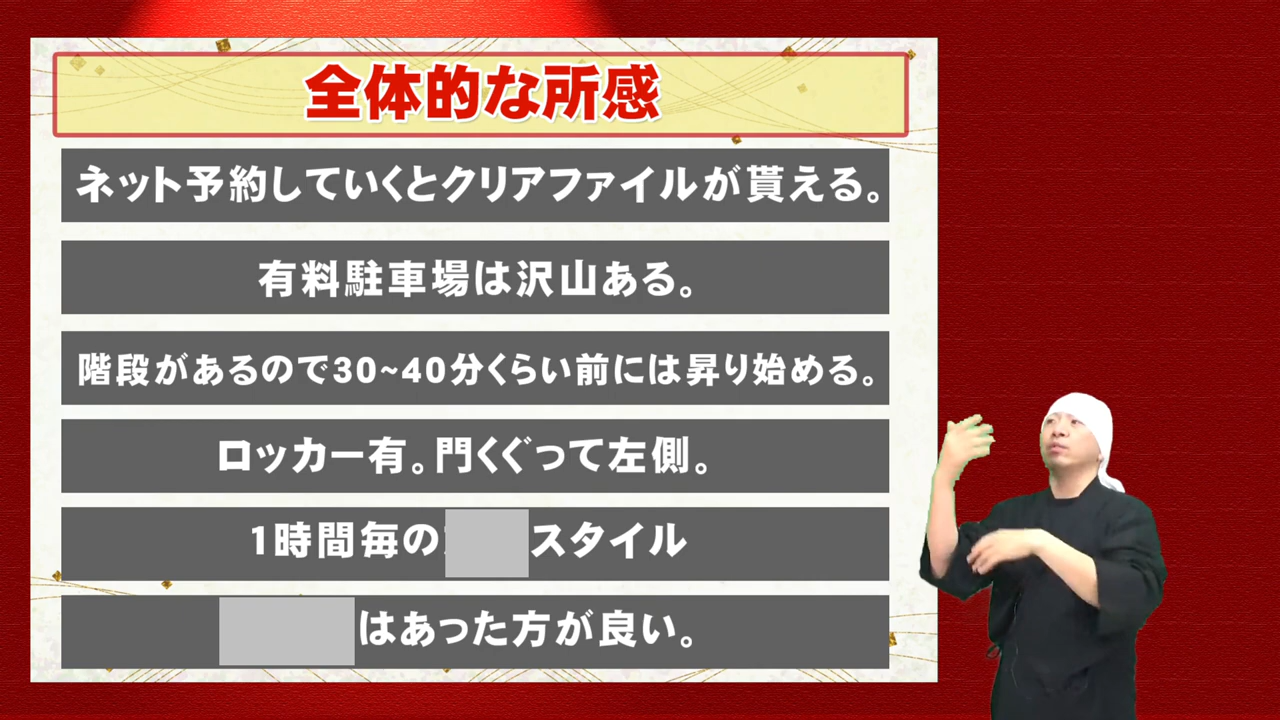 全体的な所感
ネット予約していくとクリアファイルが貰える。
有料駐車場は沢山ある。
階段があるので30~40分くらい前には昇り始める。
ロッカー有。門くぐって左側。
1時間毎の スタイル
はあった方が良い。